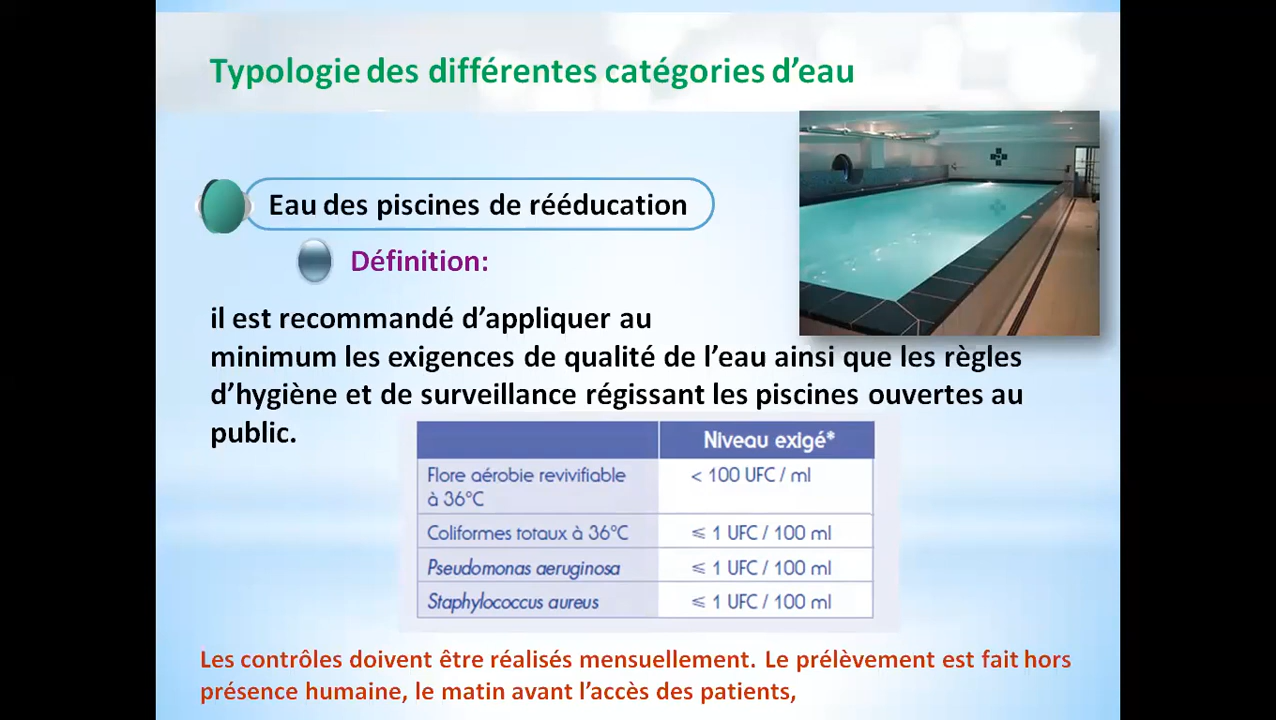 Typologie des différentes catégories d’eau
Eau des piscines de rééducation
Définition:
il est recommandé d’appliquer au
minimum les exigences de qualité de l’eau ainsi que les règles
d’hygiène et de surveillance régissant les piscines ouvertes au
public.
Niveau exigé*
Flore aérobie revivifiable
à 36°C
< 100 UFC / ml
Coliformes totaux à 36°C
≤ 1 UFC / 100 ml
Pseudomonas aeruginosa
≤ 1 UFC / 100 ml
Staphylococcus aureus
≤ 1 UFC / 100 ml
Les contrôles doivent être réalisés mensuellement. Le prélèvement est fait hors
présence humaine, le matin avant l’accès des patients,